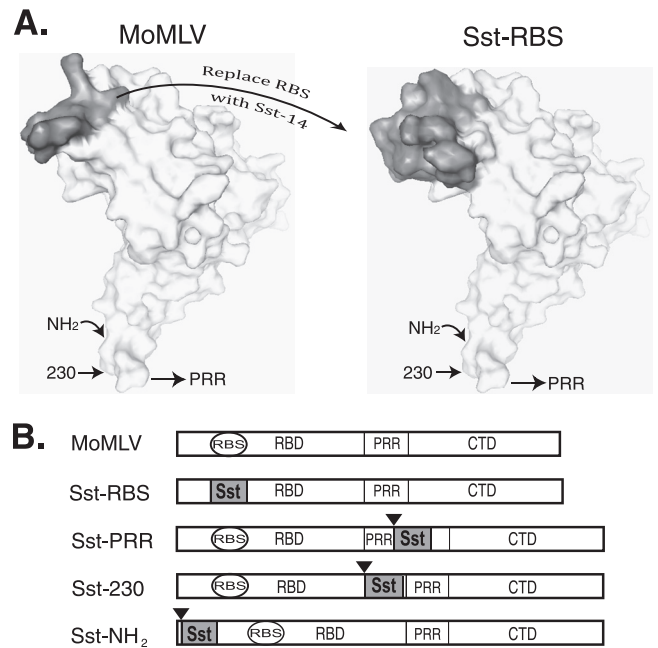 A.
MoMLV
Sst-RBS
Replace RBS
with Sst-14
NH2
230
PRR
NH2
230
PRR
B.
MoMLV RBS RBD PRR CTD
Sst-RBS Sst RBD PRR CTD
Sst-PRR RBS RBD PRR Sst CTD
Sst-230 RBS RBD Sst PRR CTD
Sst-NH2 Sst RBS RBD PRR CTD